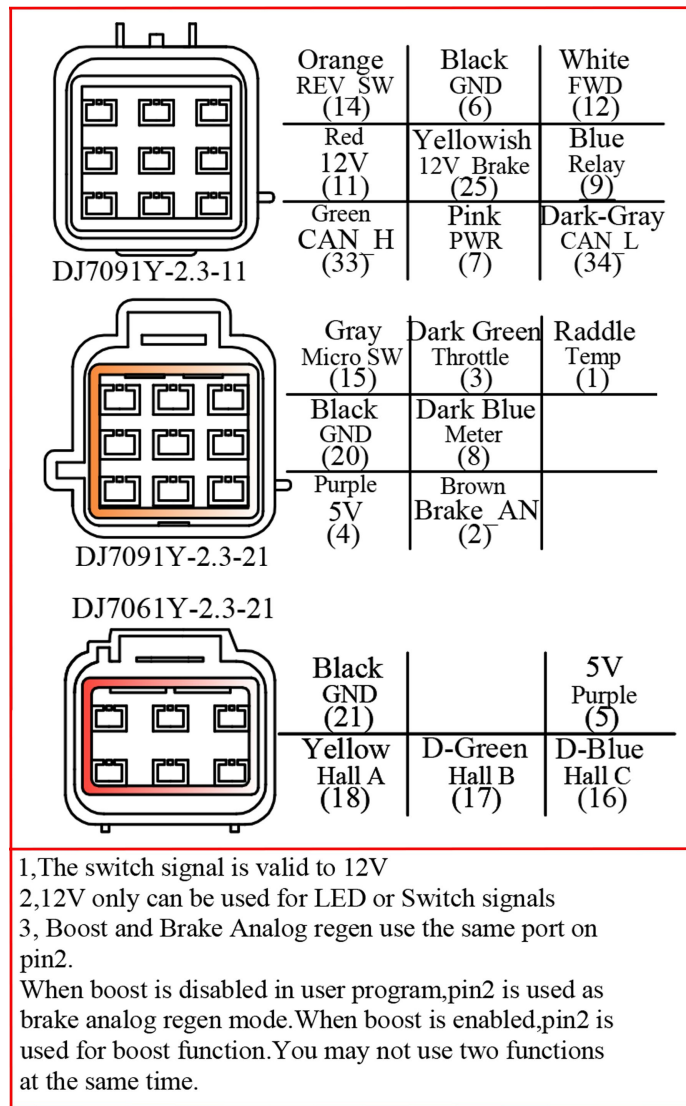 Orange Black White
REV_SW GND FWD
(14) (6) (12)
Red Yellowish Blue
12V 12V_Brake Relay
(11) (25) (9)
Green Pink Dark-Gray
CAN_H PWR CAN_L
(33) (7) (34)
DJ7091Y-2.3-11
Gray Dark Green Raddle
Micro SW Throttle Temp
(15) (3) (1)
Black Dark Blue
GND Meter
(20) (8)
Purple Brown
5V Brake_AN
(4) (2)
DJ7091Y-2.3-21
DJ7061Y-2.3-21
Black 5V
GND Purple
(21) (5)
Yellow D-Green D-Blue
Hall A Hall B Hall C
(18) (17) (16)
1,The switch signal is valid to 12V
2,12V only can be used for LED or Switch signals
3, Boost and Brake Analog regen use the same port on
pin2.
When boost is disabled in user program,pin2 is used as
brake analog regen mode.When boost is enabled,pin2 is
used for boost function.You may not use two functions
at the same time.